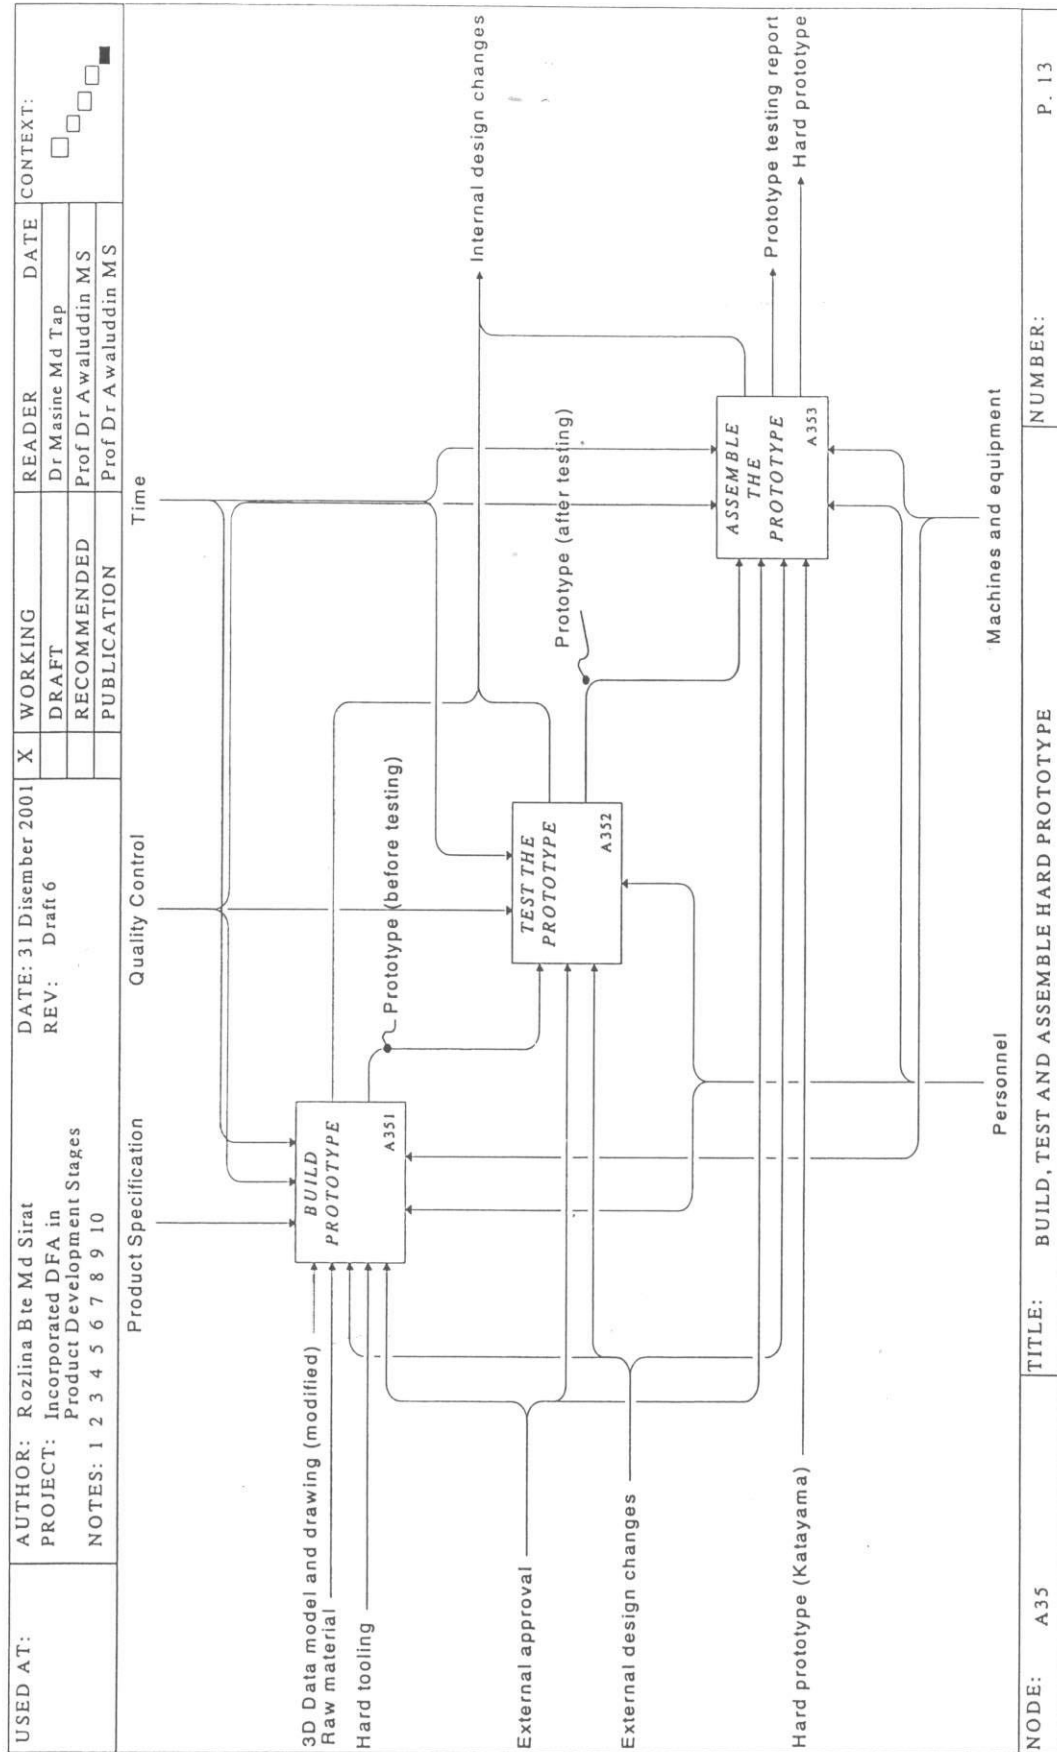 USED AT:
AUTHOR: Rozlina Bte Md Sirat
PROJECT: Incorporated DFA in
Product Development Stages
NOTES: 1 2 3 4 5 6 7 8 9 10
DATE: 31 Disember 2001
REV: Draft 6
X WORKING
DRAFT
RECOMMENDED
PUBLICATION
READER DATE
Dr Masine Md Tap
Prof Dr Awaluddin MS
Prof Dr Awaluddin MS
CONTEXT:
Product Specification
Quality Control
Time
3D Data model and drawing (modified)
Raw material
Hard tooling
BUILD
PROTOTYPE
A351
Prototype (before testing)
External approval
TEST THE
PROTOTYPE
A352
Internal design changes
External design changes
Prototype (after testing)
Hard prototype (Katayama)
ASSEMBLE
THE
PROTOTYPE
A353
Prototype testing report
Hard prototype
Personnel
Machines and equipment
NODE: A35
TITLE: BUILD, TEST AND ASSEMBLE HARD PROTOTYPE
NUMBER: P. 13